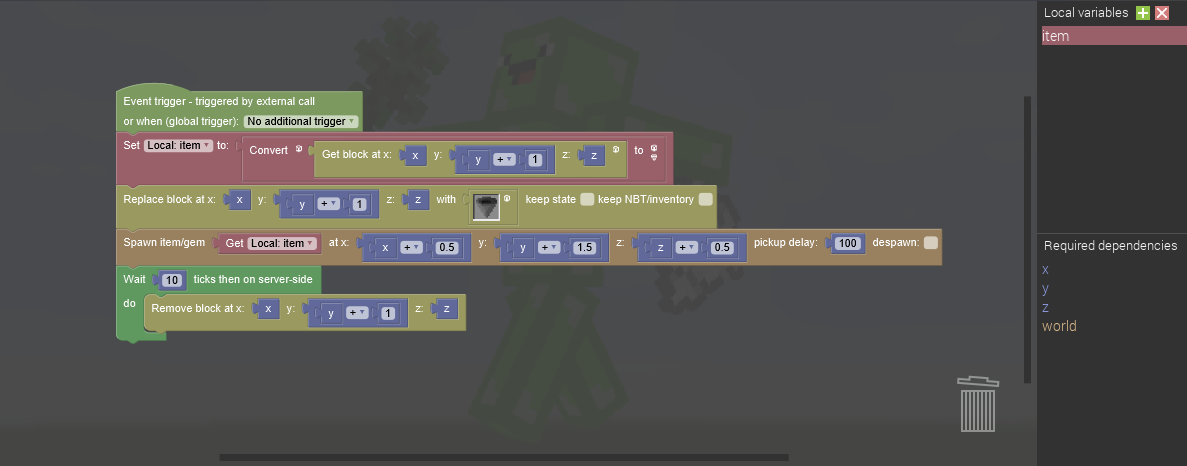 Local variables
item
Event trigger - triggered by external call
or when (global trigger): No additional trigger
Set Local: item to: Convert Get block at x: x y: y + 1 z: z to
Replace block at x: x y: y + 1 z: z with keep state keep NBT/inventory
Spawn item/gem Get Local: item at x: x + 0.5 y: y + 1.5 z: z + 0.5 pickup delay: 100 despawn:
Wait 10 ticks then on server-side
do Remove block at x: x y: y + 1 z: z
Required dependencies
x
y
z
world